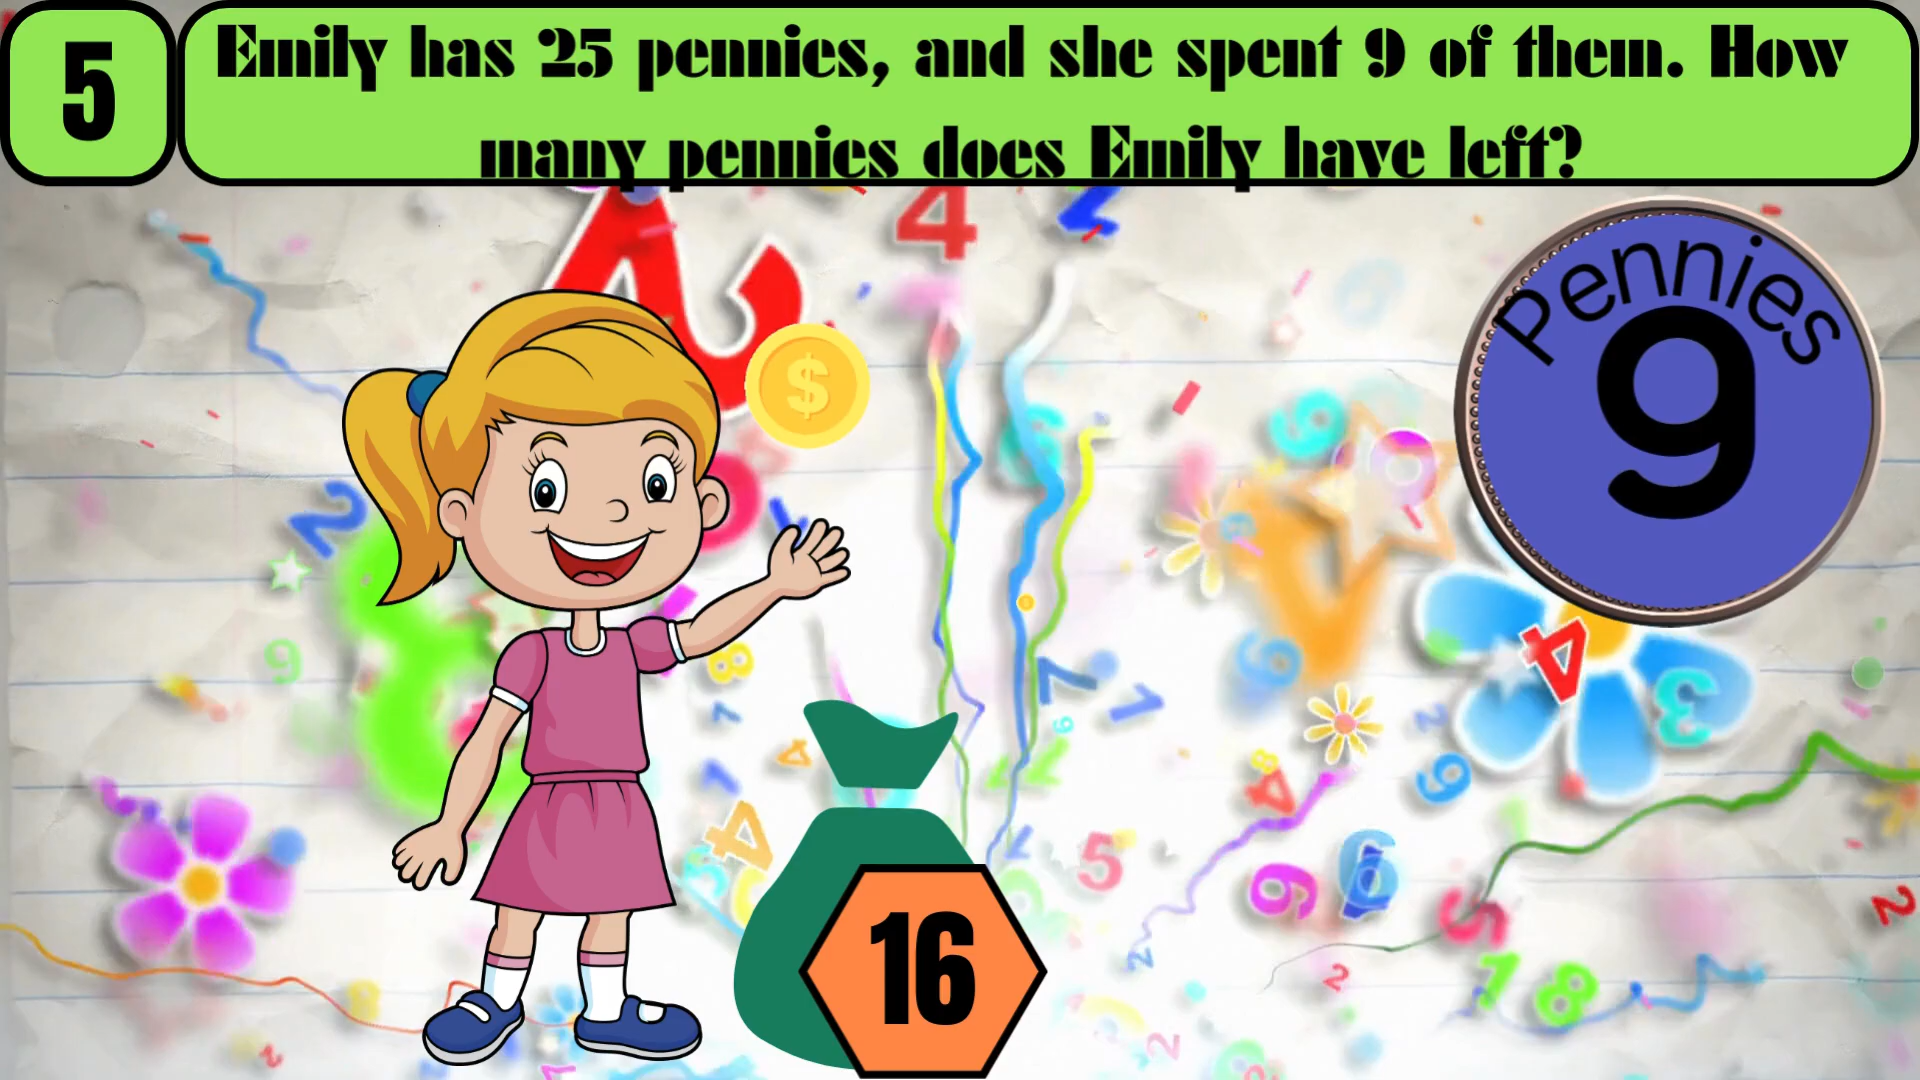 5
Emily has 25 pennies, and she spent 9 of them. How
many pennies does Emily have left?
Pennies
9
$
16